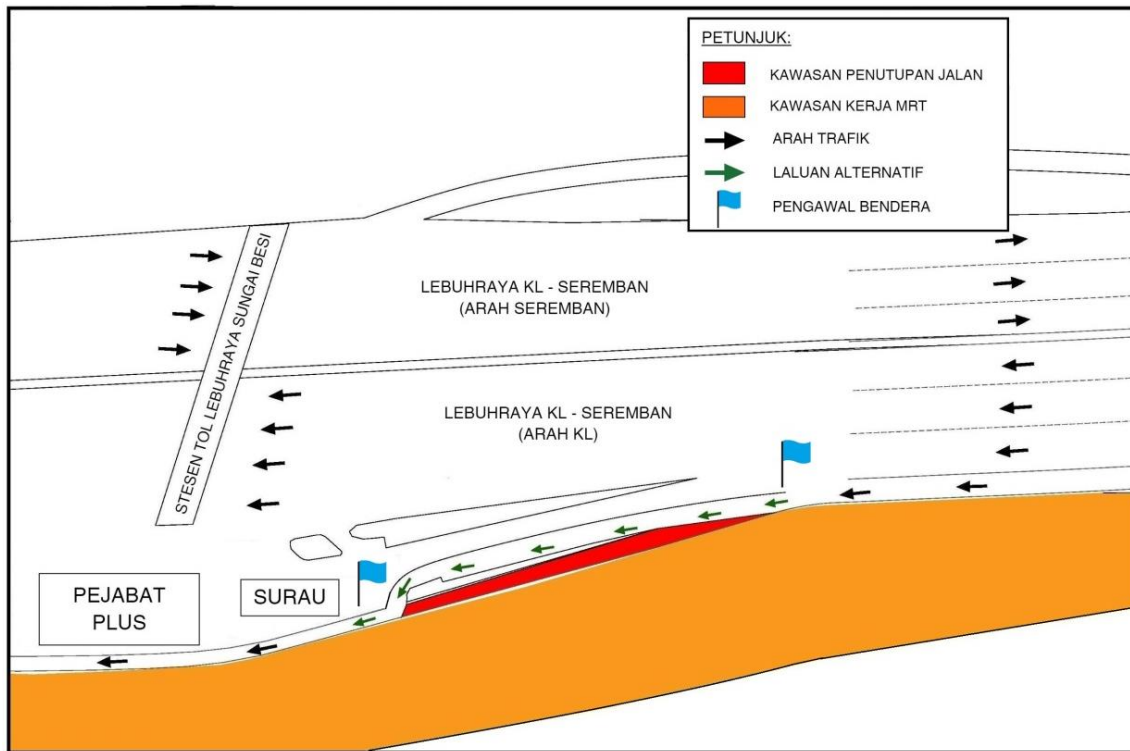 PETUNJUK:
KAWASAN PENUTUPAN JALAN
KAWASAN KERJA MRT
ARAH TRAFIK
LALUAN ALTERNATIF
PENGAWAL BENDERA
STESEN TOL LEBUHRAYA SUNGAI BESI
LEBUHRAYA KL - SEREMBAN
(ARAH SEREMBAN)
LEBUHRAYA KL - SEREMBAN
(ARAH KL)
SURAU
PEJABAT
PLUS